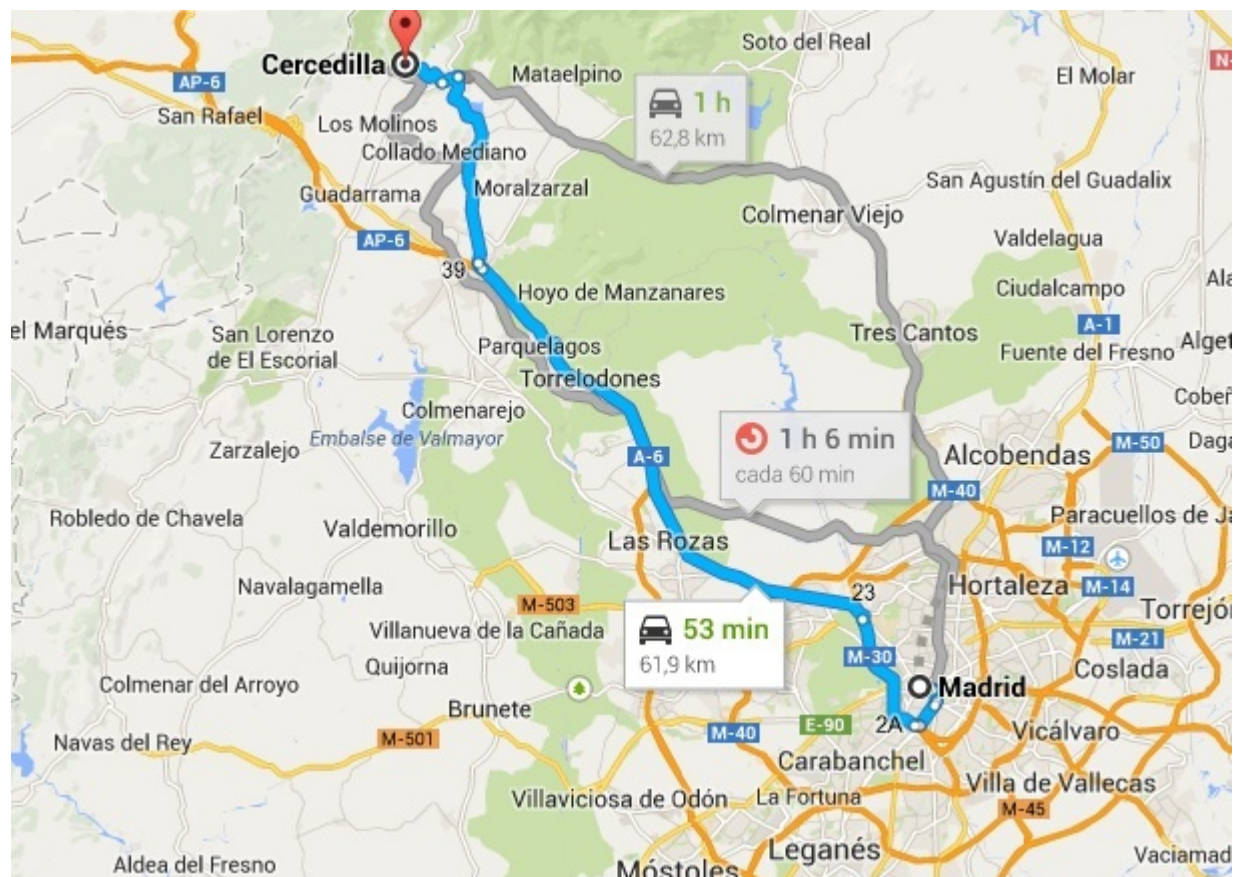 Soto del Real
Cercedilla
Mataelpino
El Molar
AP-6
1 h
62,8 km
San Rafael
Los Molinos
Collado Mediano
Guadarrama
Moralzarzal
San Agustín del Guadalix
Colmenar Viejo
AP-6
Valdelagua
39
Hoyo de Manzanares
Ciudalcampo
el Marqués
San Lorenzo
de El Escorial
Tres Cantos
A-1
Fuente del Fresno
Parquelagos
Torrelodones
Colmenarejo
Embalse de Valmayor
Zarzalejo
A-6
1 h 6 min
cada 60 min
Alcobendas
M-50
M-40
Robledo de Chavela
Valdemorillo
Las Rozas
Paracuellos de
M-12
Navalagamella
Hortaleza
M-14
23
M-503
53 min
61,9 km
Villanueva de la Cañada
M-21
M-30
Quijorna
Coslada
Colmenar del Arroyo
Madrid
Brunete
2A
E-90
M-40
Vicálvaro
Navas del Rey
M-501
Carabanchel
Villa de Vallecas
Villaviciosa de Odón
La Fortuna
M-45
Leganés
Aldea del Fresno
Móstoles